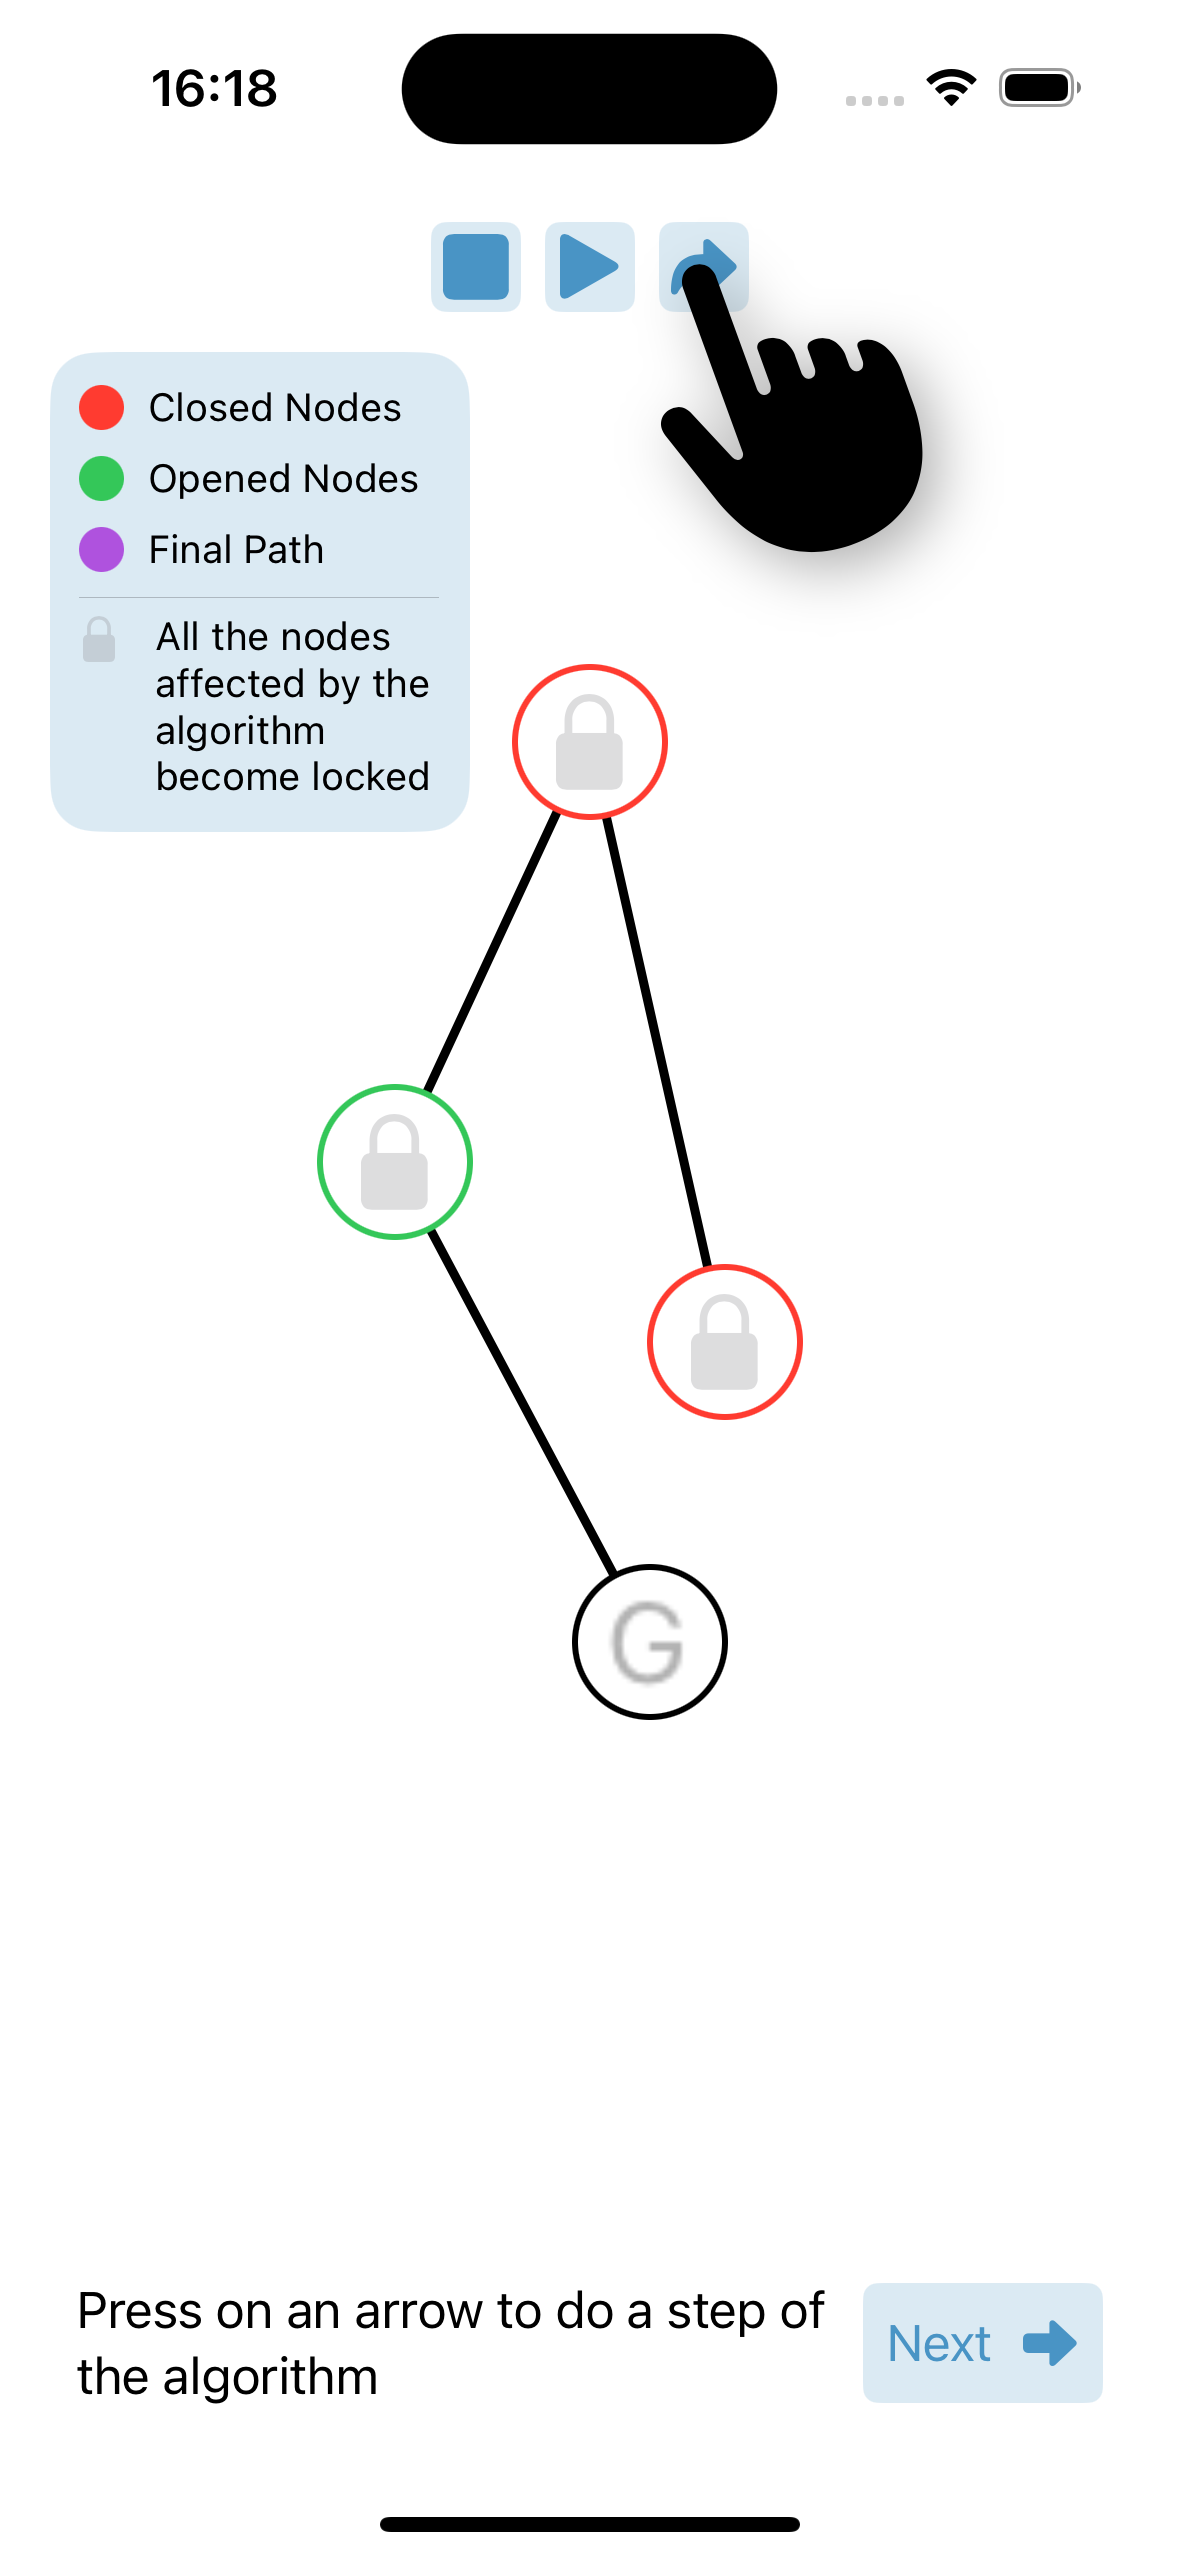 16:18
Closed Nodes
Opened Nodes
Final Path
All the nodes
affected by the
algorithm
become locked
G
Press on an arrow to do a step of
the algorithm
Next